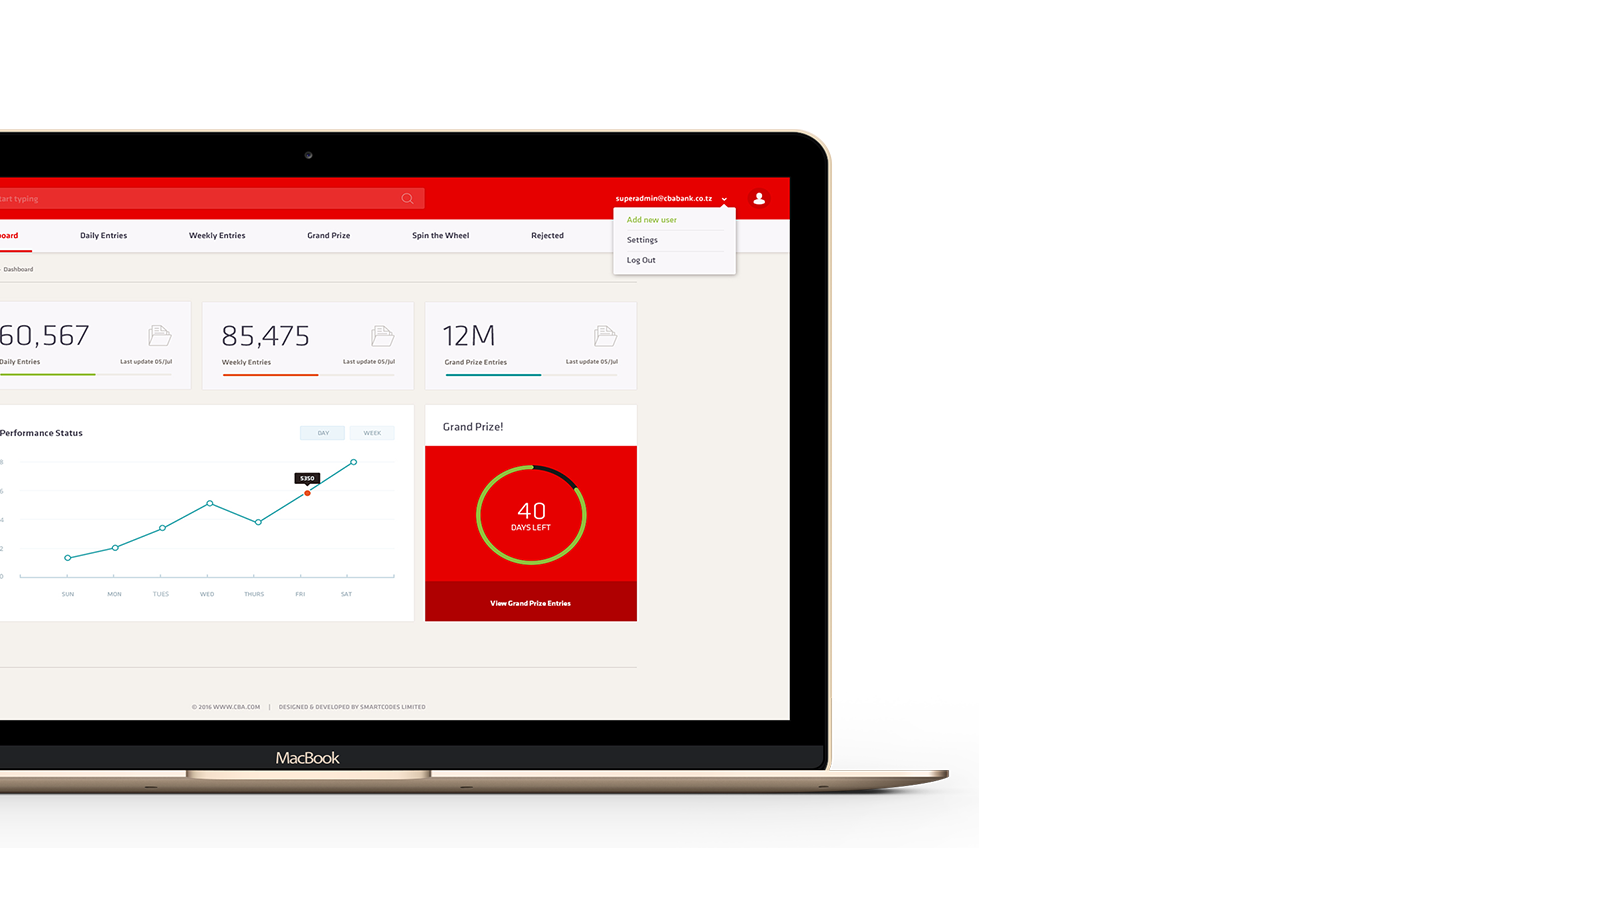 tart typing
superadmin@cbabank.co.tz
Add new user
Settings
Log Out
board
Daily Entries
Weekly Entries
Grand Prize
Spin the Wheel
Rejected
Dashboard
60,567
Daily Entries
Last update 05/Jul
85,475
Weekly Entries
Last update 05/Jul
12M
Grand Prize Entries
Last update 05/Jul
Performance Status
DAY
WEEK
8
6
4
2
0
5350
SUN
MON
TUES
WED
THURS
FRI
SAT
Grand Prize!
40
DAYS LEFT
View Grand Prize Entries
© 2016 WWW.CBA.COM | DESIGNED & DEVELOPED BY SMARTCODES LIMITED
MacBook